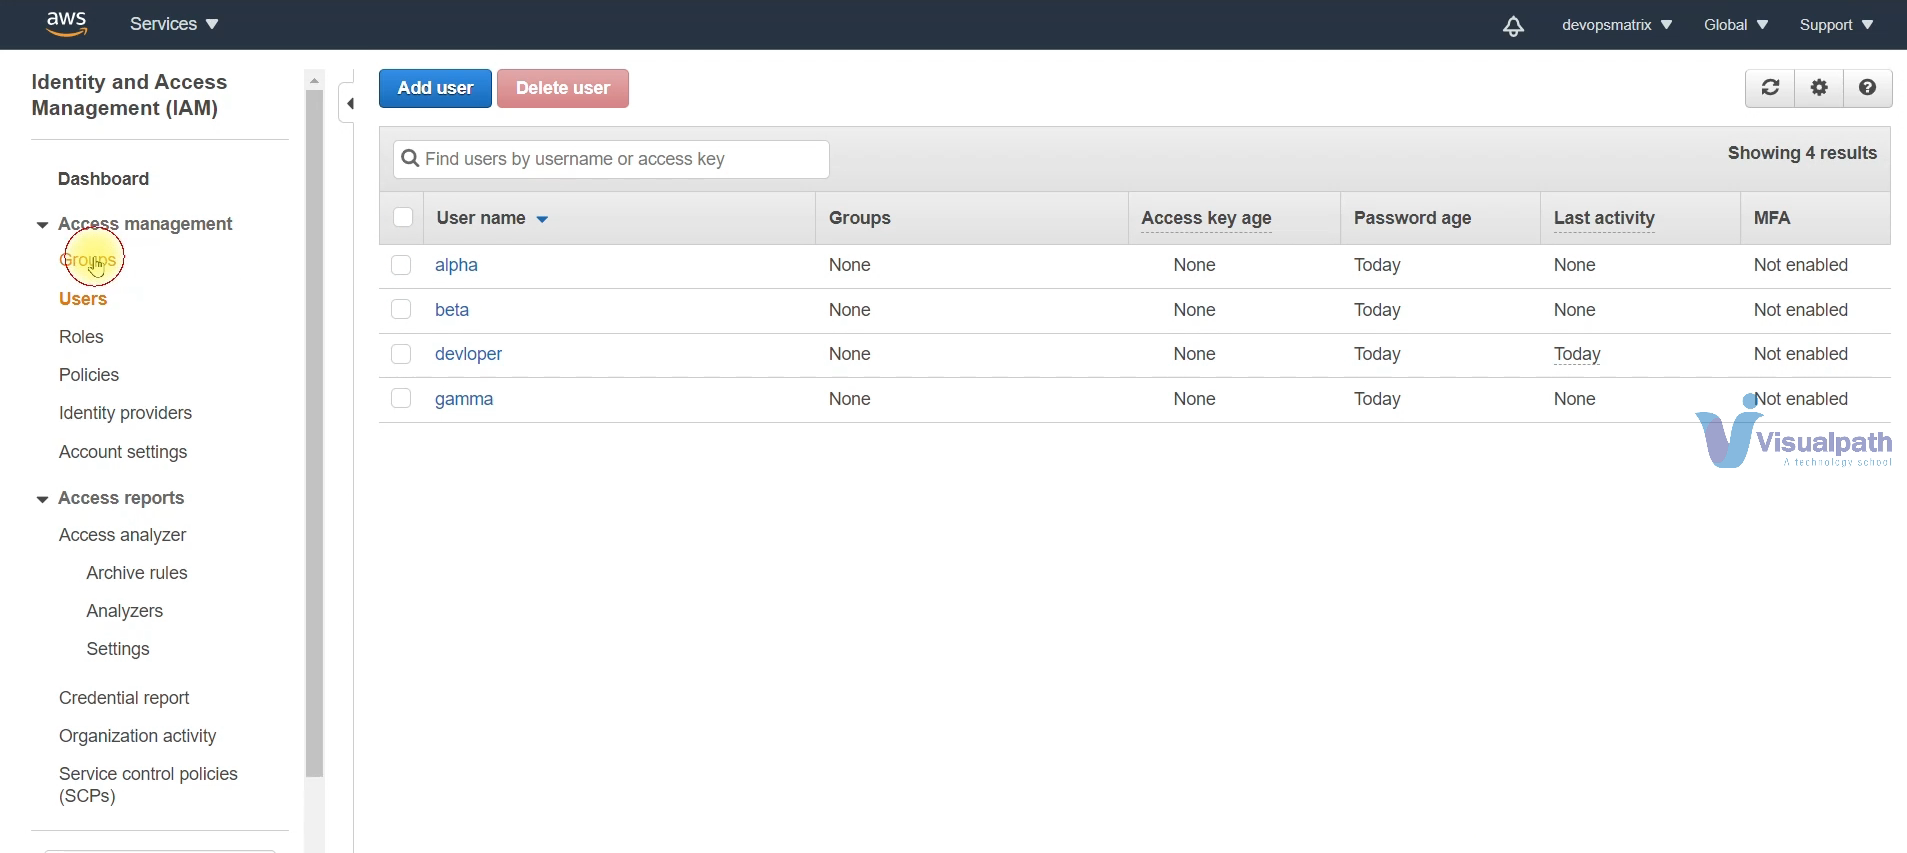 aws
Services
devopsmatrix
Global
Support
Identity and Access
Management (IAM)
Dashboard
Access management
Groups
Users
Roles
Policies
Identity providers
Account settings
Access reports
Access analyzer
Archive rules
Analyzers
Settings
Credential report
Organization activity
Service control policies
(SCPs)
Add user
Delete user
Find users by username or access key
Showing 4 results
User name Groups Access key age Password age Last activity MFA
alpha None None Today None Not enabled
beta None None Today None Not enabled
devloper None None Today Today Not enabled
gamma None None Today None Not enabled
Visualpath
A technology school